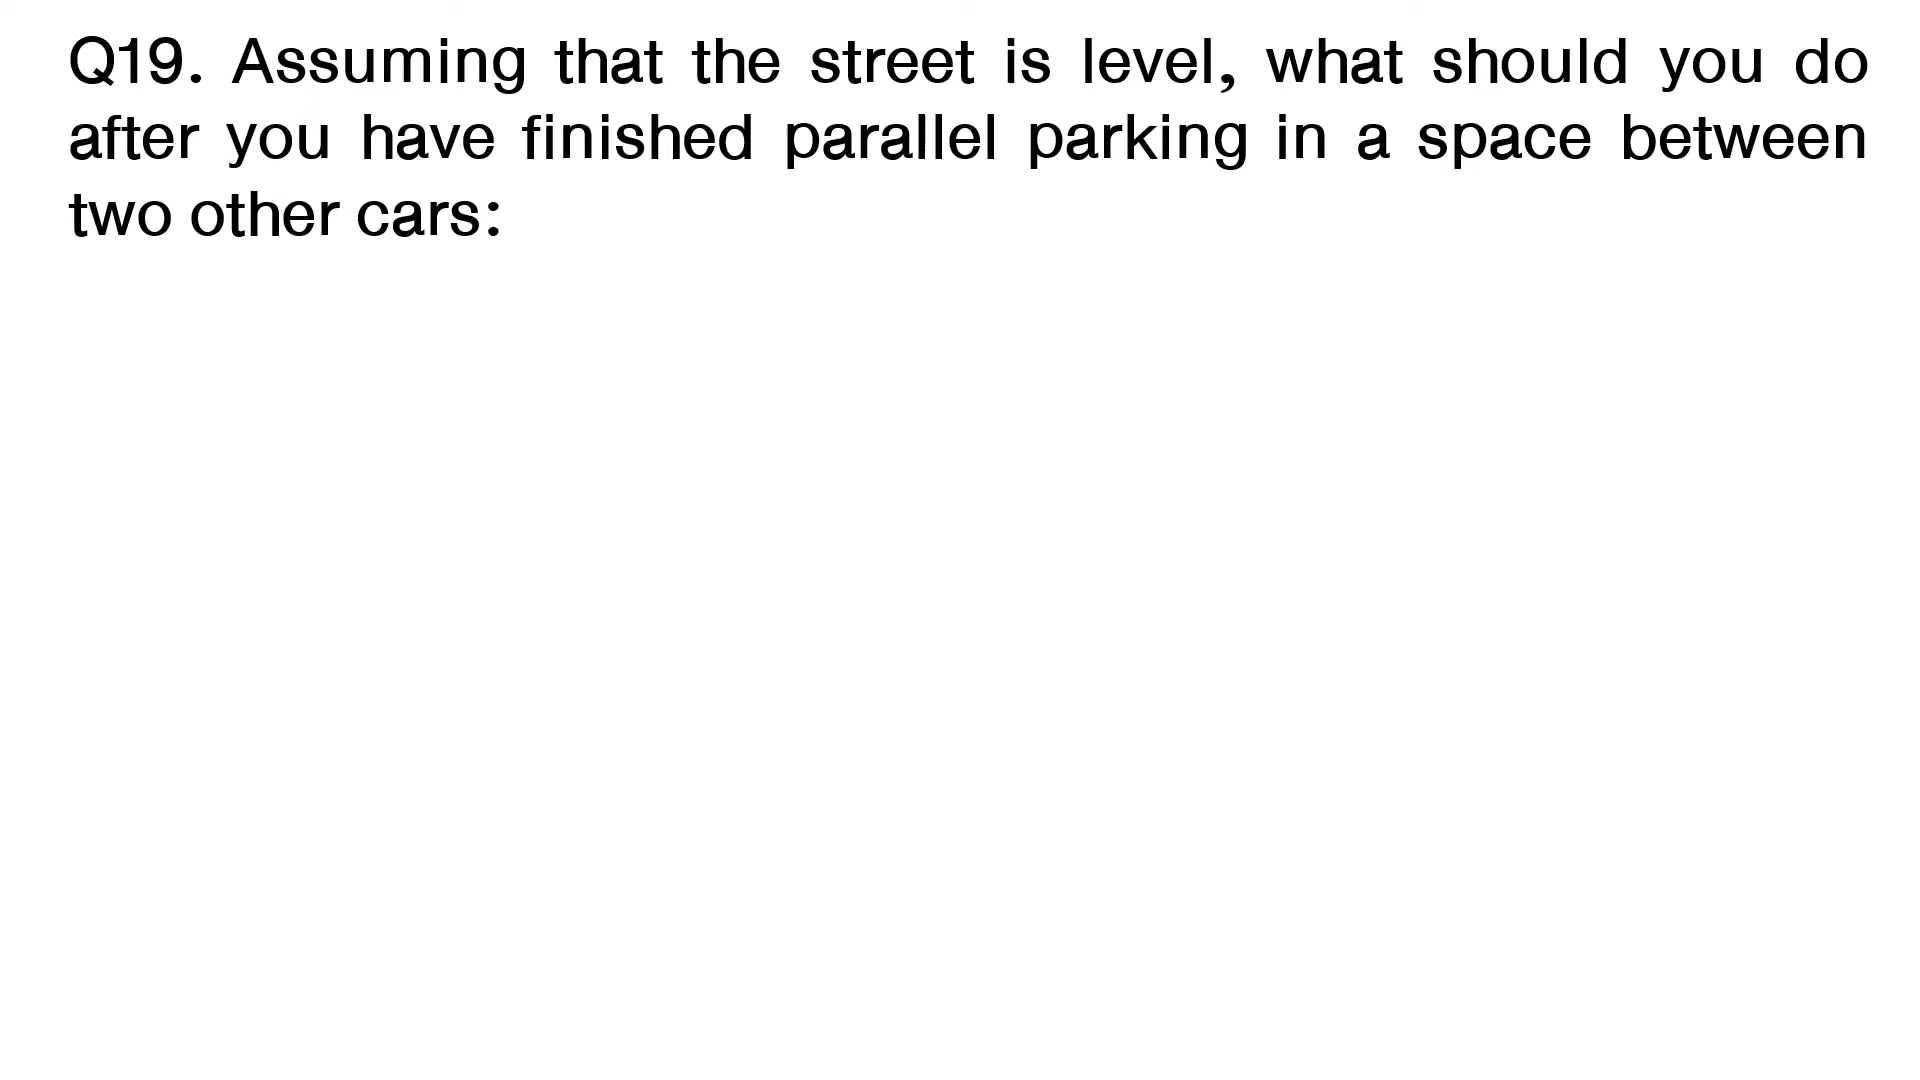 Q19. Assuming that the street is level, what should you do
after you have finished parallel parking in a space between
two other cars: